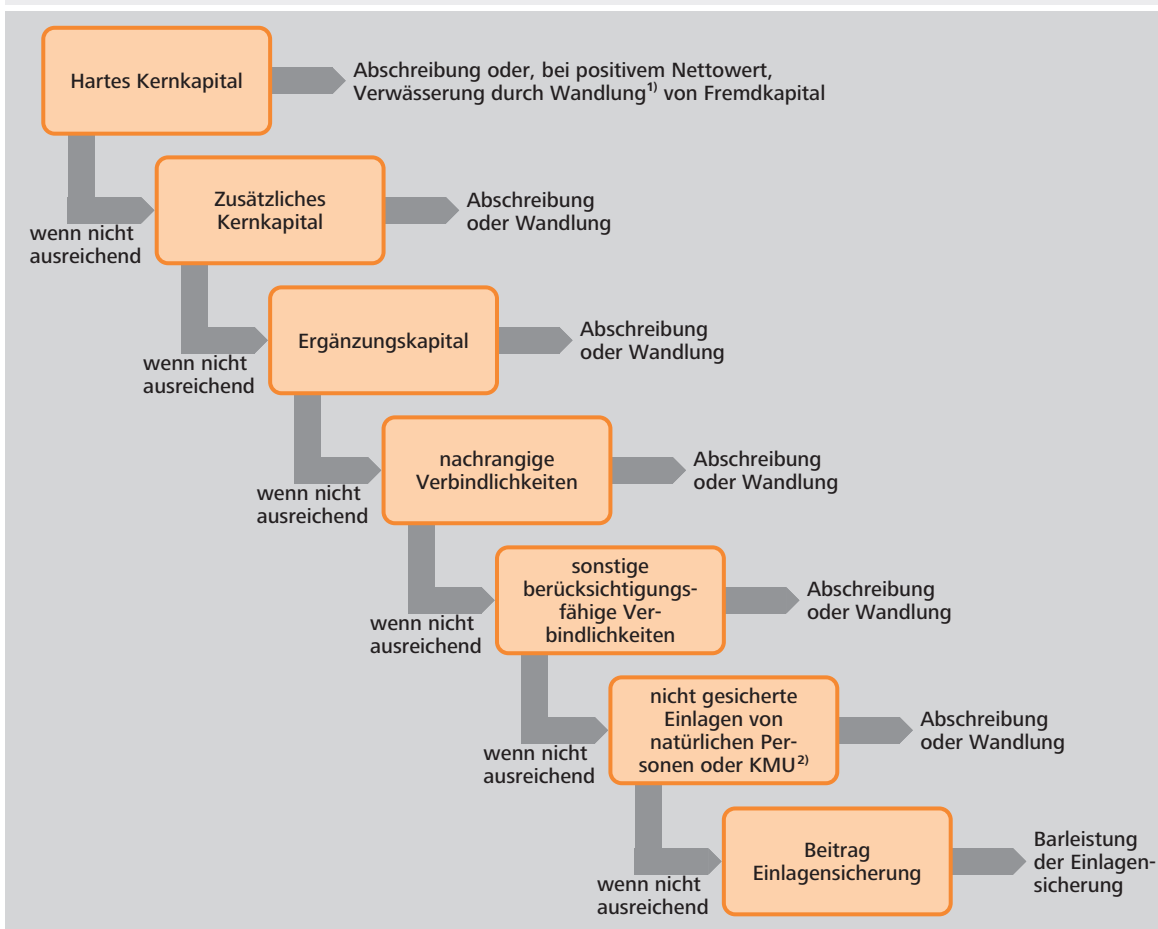 Hartes Kernkapital
Abschreibung oder, bei positivem Nettowert,
Verwässerung durch Wandlung¹⁾ von Fremdkapital
wenn nicht
ausreichend
Zusätzliches
Kernkapital
Abschreibung
oder Wandlung
wenn nicht
ausreichend
Ergänzungskapital
Abschreibung
oder Wandlung
wenn nicht
ausreichend
nachrangige
Verbindlichkeiten
Abschreibung
oder Wandlung
wenn nicht
ausreichend
sonstige
berücksichtigungs-
fähige Ver-
bindlichkeiten
Abschreibung
oder Wandlung
wenn nicht
ausreichend
nicht gesicherte
Einlagen von
natürlichen Per-
sonen oder KMU²⁾
Abschreibung
oder Wandlung
wenn nicht
ausreichend
Beitrag
Einlagensicherung
Barleistung
der Einlagen-
sicherung